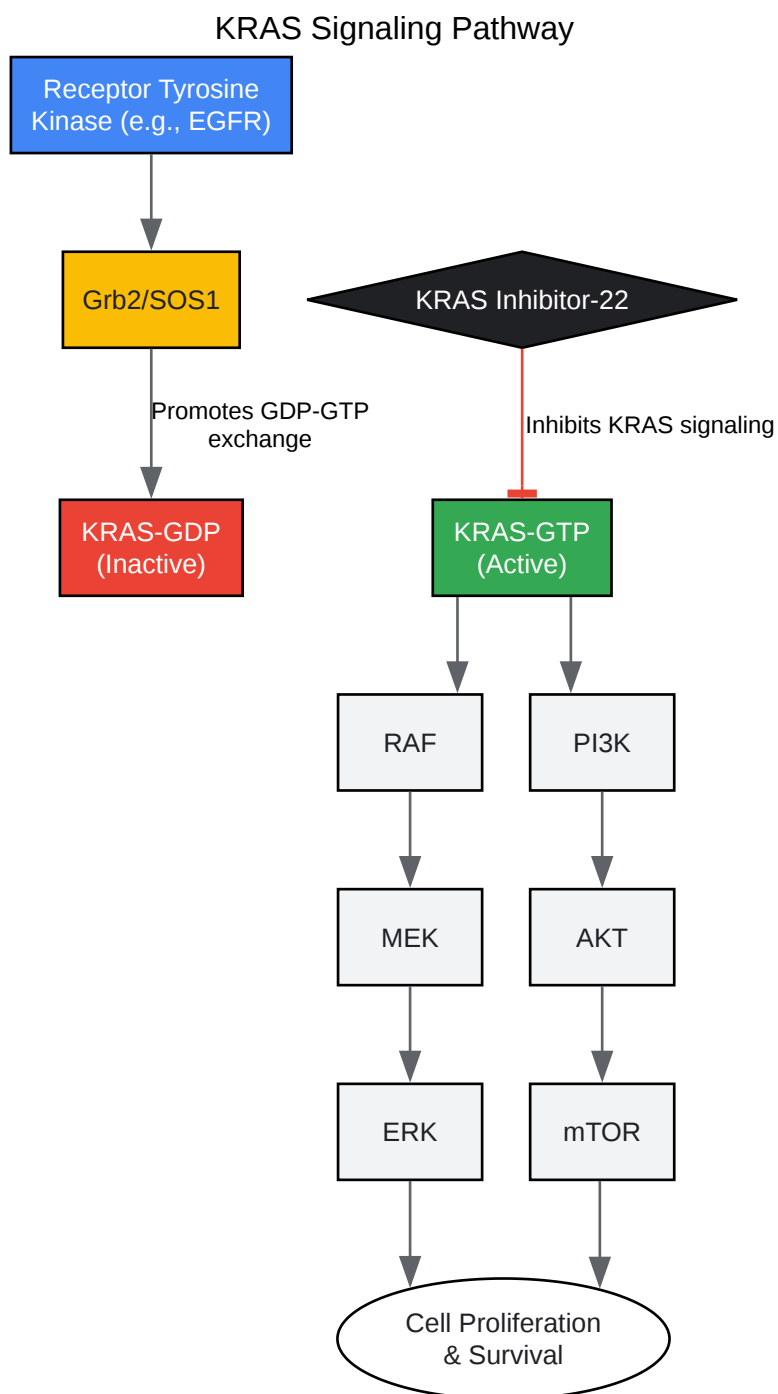 KRAS Signaling Pathway
Receptor Tyrosine
Kinase (e.g., EGFR)
Grb2/SOS1
KRAS Inhibitor-22
Promotes GDP-GTP
exchange
Inhibits KRAS signaling
KRAS-GDP
(Inactive)
KRAS-GTP
(Active)
RAF
PI3K
MEK
AKT
ERK
mTOR
Cell Proliferation
& Survival